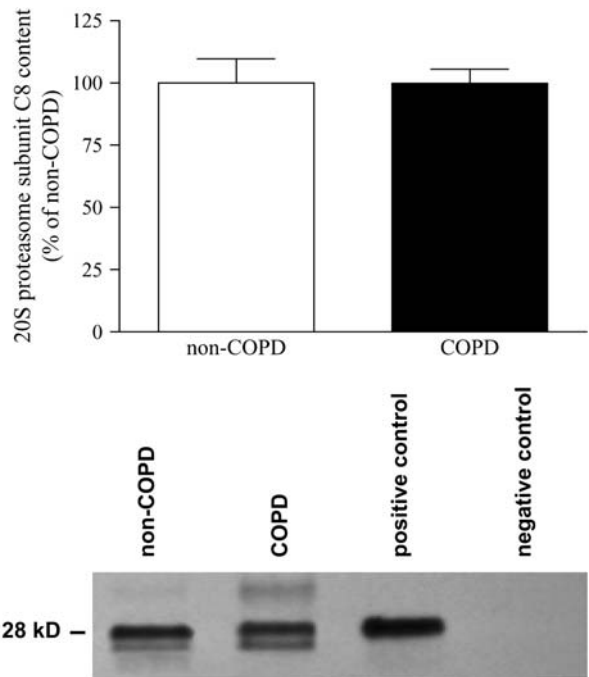 20S proteasome subunit C8 content
(% of non-COPD)
125
100
75
50
25
0
non-COPD
COPD
non-COPD
COPD
positive control
negative control
28 kD –